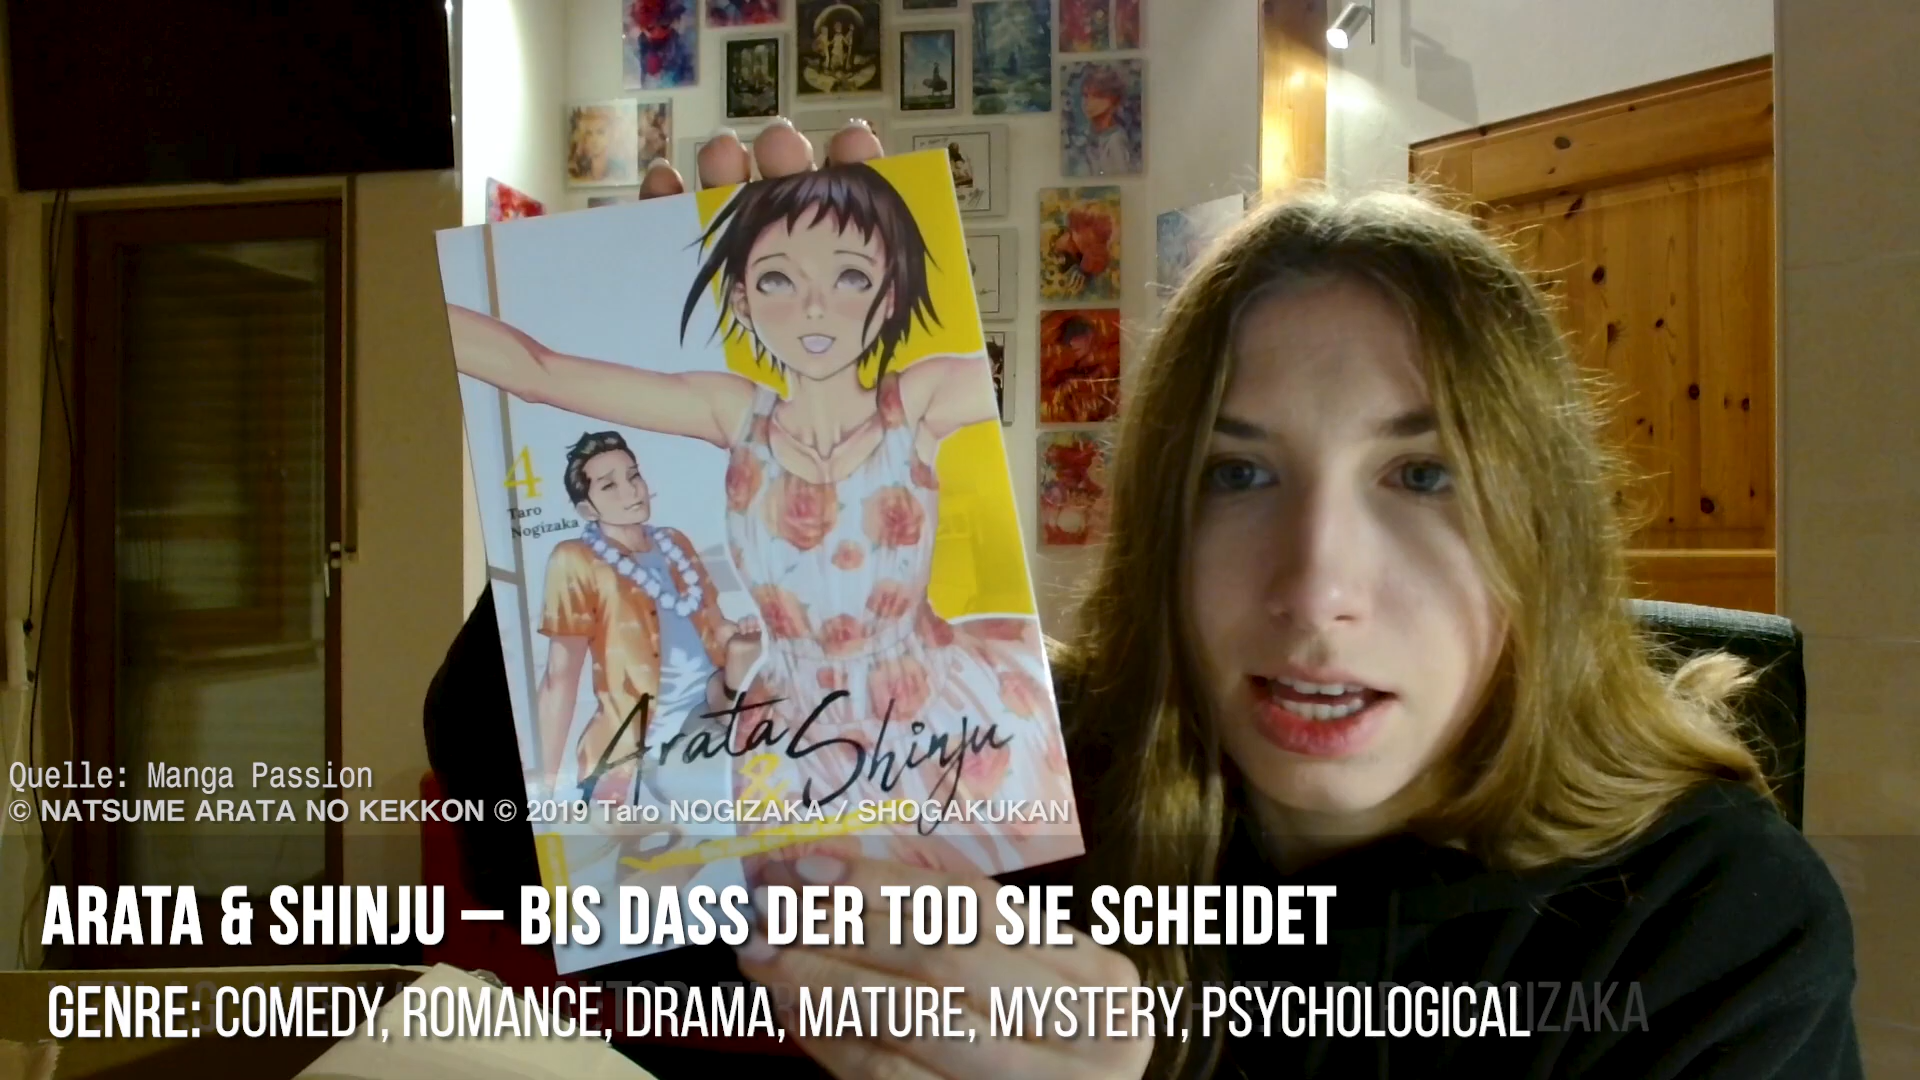 4
Taro
Nogizaka
Arata
&
Shinju
Quelle: Manga Passion
© NATSUME ARATA NO KEKKON © 2019 Taro NOGIZAKA / SHOGAKUKAN
ARATA & SHINJU – BIS DASS DER TOD SIE SCHEIDET
GENRE: COMEDY, ROMANCE, DRAMA, MATURE, MYSTERY, PSYCHOLOGICAL